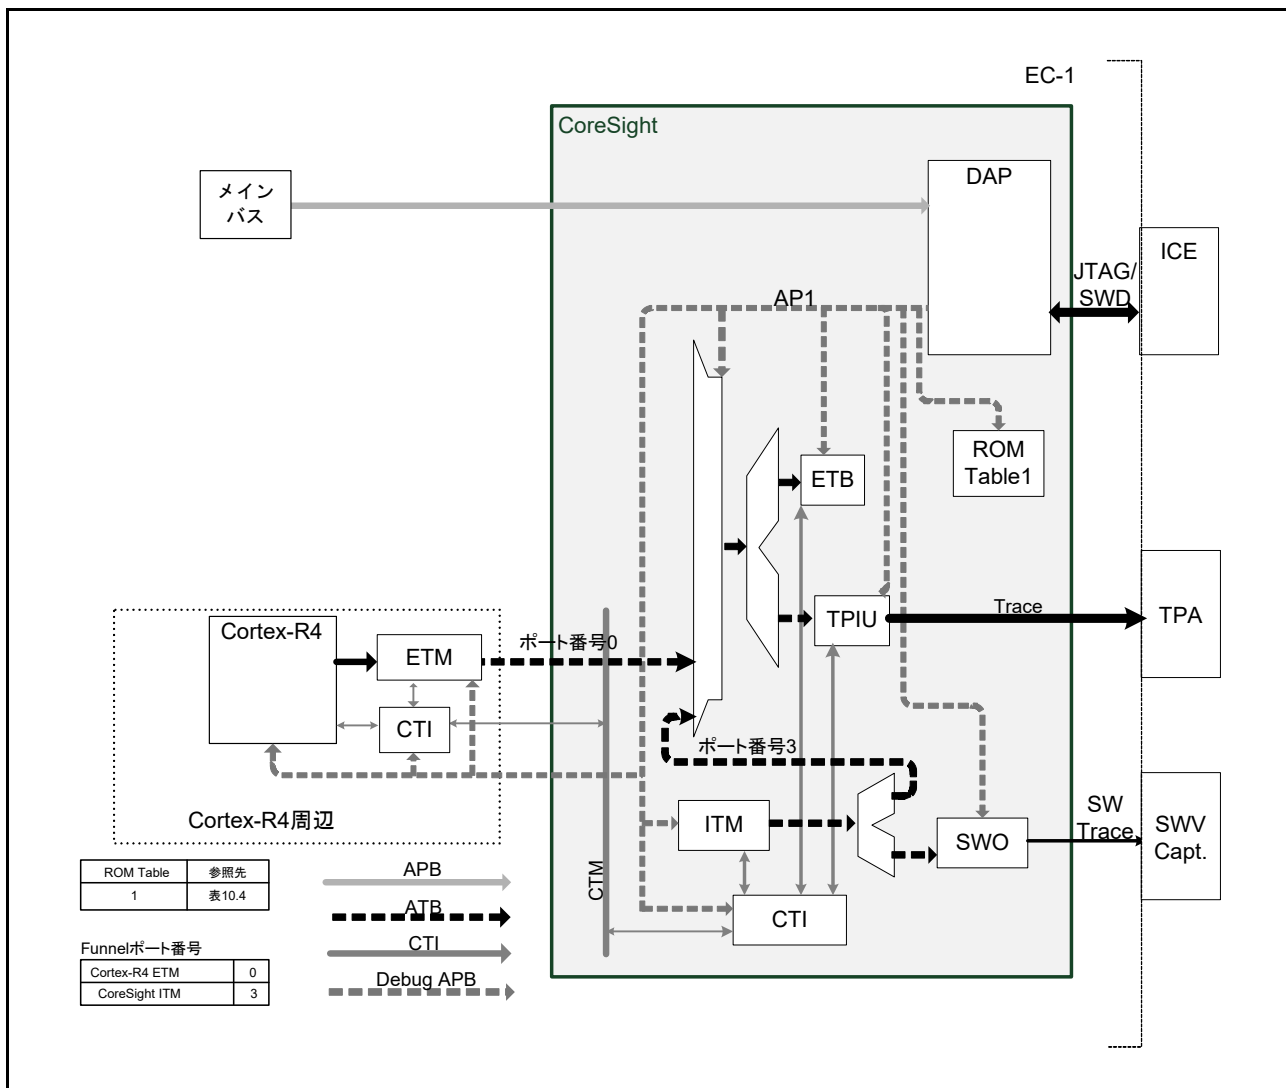 EC-1
CoreSight
メイン
バス
DAP
ICE
JTAG/
SWD
AP1
ROM
Table1
ETB
TPIU
Trace
TPA
Cortex-R4
ETM
ポート番号0
CTI
ポート番号3
Cortex-R4周辺
ITM
SWO
SW
Trace
SWV
Capt.
CTM
CTI
ROM Table 参照先
1 表10.4
APB
ATB
CTI
Debug APB
Funnelポート番号
Cortex-R4 ETM 0
CoreSight ITM 3